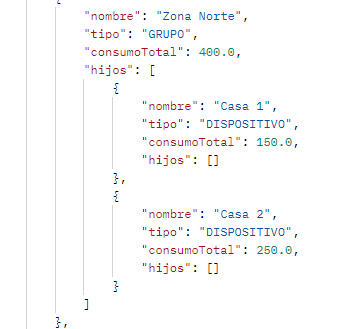 {
"nombre": "Zona Norte",
"tipo": "GRUPO",
"consumoTotal": 400.0,
"hijos": [
{
"nombre": "Casa 1",
"tipo": "DISPOSITIVO",
"consumoTotal": 150.0,
"hijos": []
},
{
"nombre": "Casa 2",
"tipo": "DISPOSITIVO",
"consumoTotal": 250.0,
"hijos": []
}
]
},